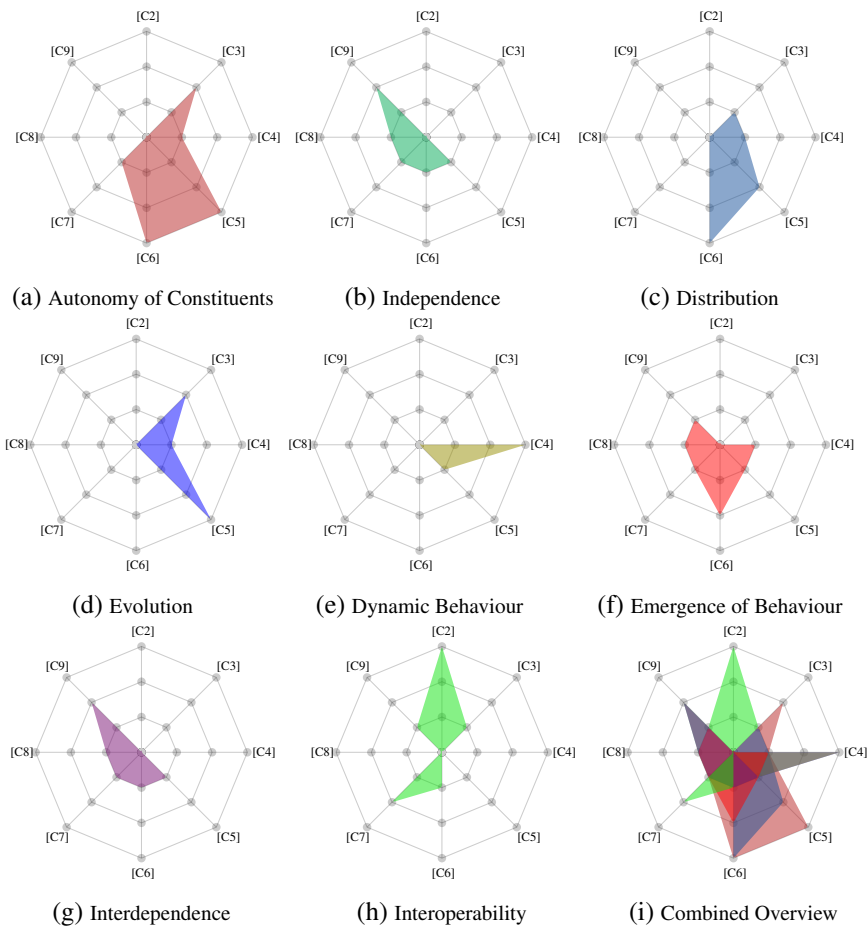 [C2]
[C9] [C3]
[C8] [C4]
[C7] [C5]
[C6]
(a) Autonomy of Constituents
[C2]
[C9] [C3]
[C8] [C4]
[C7] [C5]
[C6]
(b) Independence
[C2]
[C9] [C3]
[C8] [C4]
[C7] [C5]
[C6]
(c) Distribution
[C2]
[C9] [C3]
[C8] [C4]
[C7] [C5]
[C6]
(d) Evolution
[C2]
[C9] [C3]
[C8] [C4]
[C7] [C5]
[C6]
(e) Dynamic Behaviour
[C2]
[C9] [C3]
[C8] [C4]
[C7] [C5]
[C6]
(f) Emergence of Behaviour
[C2]
[C9] [C3]
[C8] [C4]
[C7] [C5]
[C6]
(g) Interdependence
[C2]
[C9] [C3]
[C8] [C4]
[C7] [C5]
[C6]
(h) Interoperability
[C2]
[C9] [C3]
[C8] [C4]
[C7] [C5]
[C6]
(i) Combined Overview